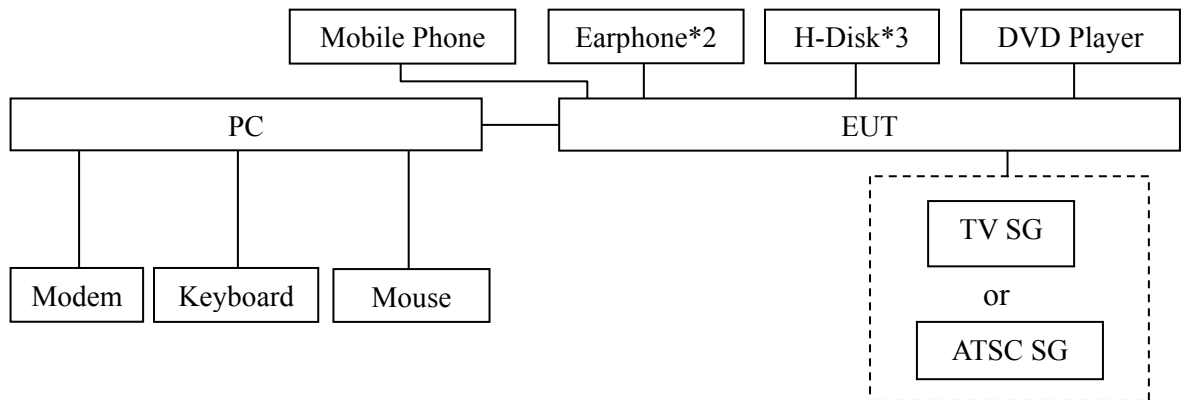 Mobile Phone
Earphone*2
H-Disk*3
DVD Player
PC
EUT
TV SG
or
ATSC SG
Modem
Keyboard
Mouse